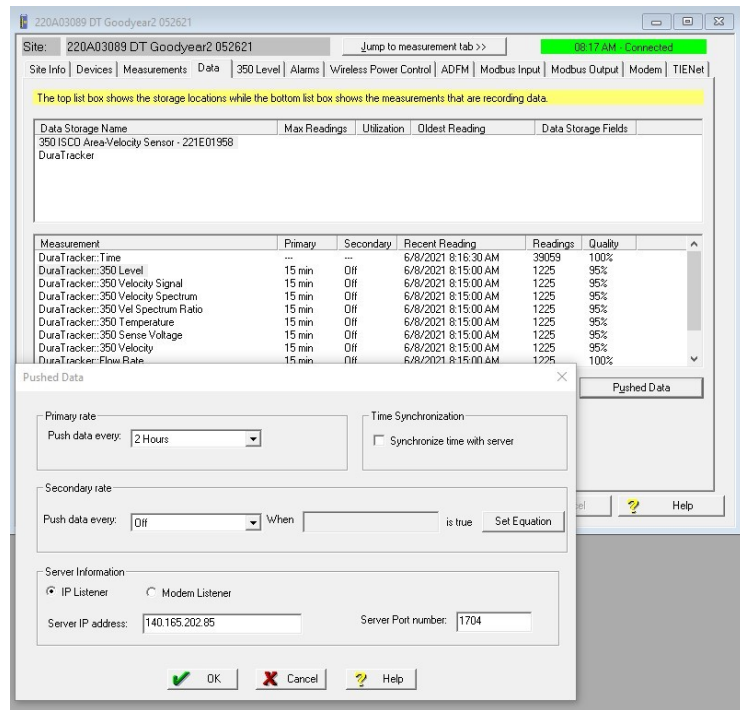 220A03089 DT Goodyear2 052621
Site: 220A03089 DT Goodyear2 052621 Jump to measurement tab >> 08:17 AM - Connected
Site Info Devices Measurements Data 350 Level Alarms Wireless Power Control ADFM Modbus Input Modbus Output Modem TIENet
The top list box shows the storage locations while the bottom list box shows the measurements that are recording data.
Data Storage Name Max Readings Utilization Oldest Reading Data Storage Fields
350 ISCO Area-Velocity Sensor - 221E01958
DuraTracker
Measurement Primary Secondary Recent Reading Readings Quality
DuraTracker::Time --- --- 6/8/2021 8:16:30 AM 39059 100%
DuraTracker::350 Level 15 min Off 6/8/2021 8:15:00 AM 1225 95%
DuraTracker::350 Velocity Signal 15 min Off 6/8/2021 8:15:00 AM 1225 95%
DuraTracker::350 Velocity Spectrum 15 min Off 6/8/2021 8:15:00 AM 1225 95%
DuraTracker::350 Vel Spectrum Ratio 15 min Off 6/8/2021 8:15:00 AM 1225 95%
DuraTracker::350 Temperature 15 min Off 6/8/2021 8:15:00 AM 1225 95%
DuraTracker::350 Sense Voltage 15 min Off 6/8/2021 8:15:00 AM 1225 95%
DuraTracker::350 Velocity 15 min Off 6/8/2021 8:15:00 AM 1225 95%
DuraTracker::Flow Rate 15 min Off 6/8/2021 8:15:00 AM 1225 100%
Pushed Data
Pushed Data
Primary rate
Push data every: 2 Hours
Time Synchronization
Synchronize time with server
Secondary rate
Push data every: Off When is true Set Equation
Help
Server Information
IP Listener Modem Listener
Server IP address: 140.165.202.85 Server Port number: 1704
OK Cancel Help